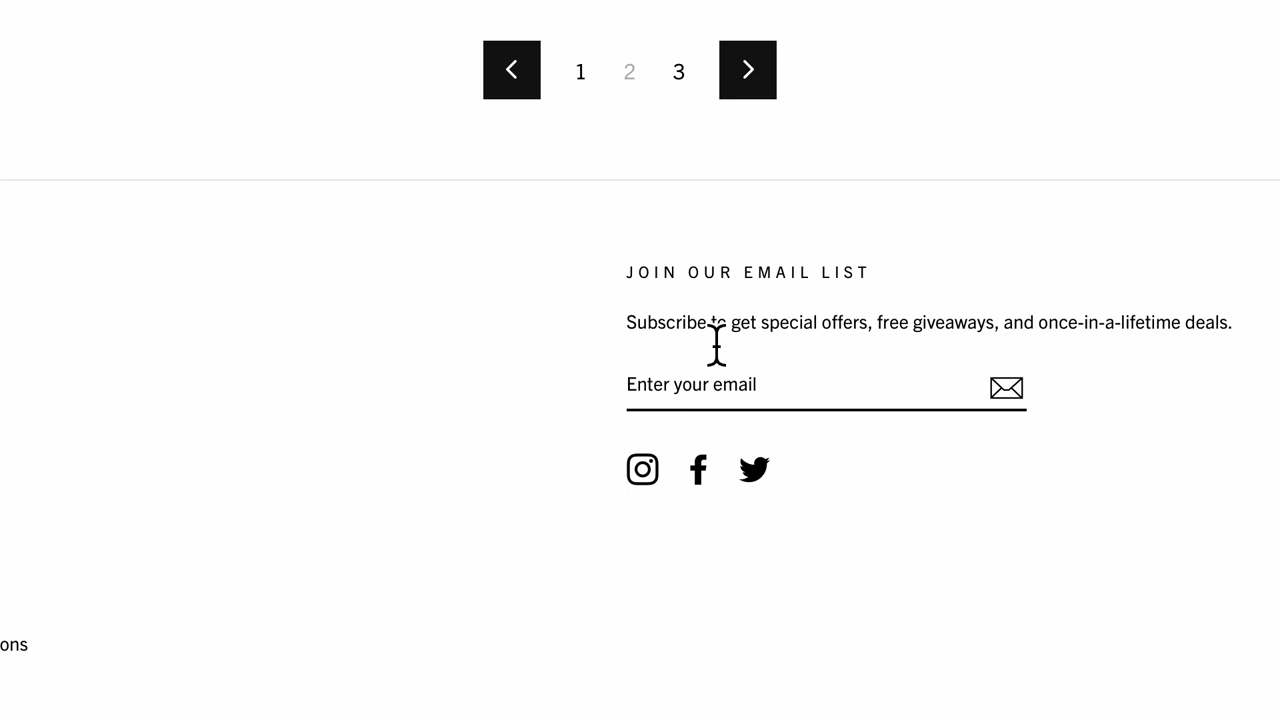 1 2 3
JOIN OUR EMAIL LIST
Subscribe to get special offers, free giveaways, and once-in-a-lifetime deals.
Enter your email
ons